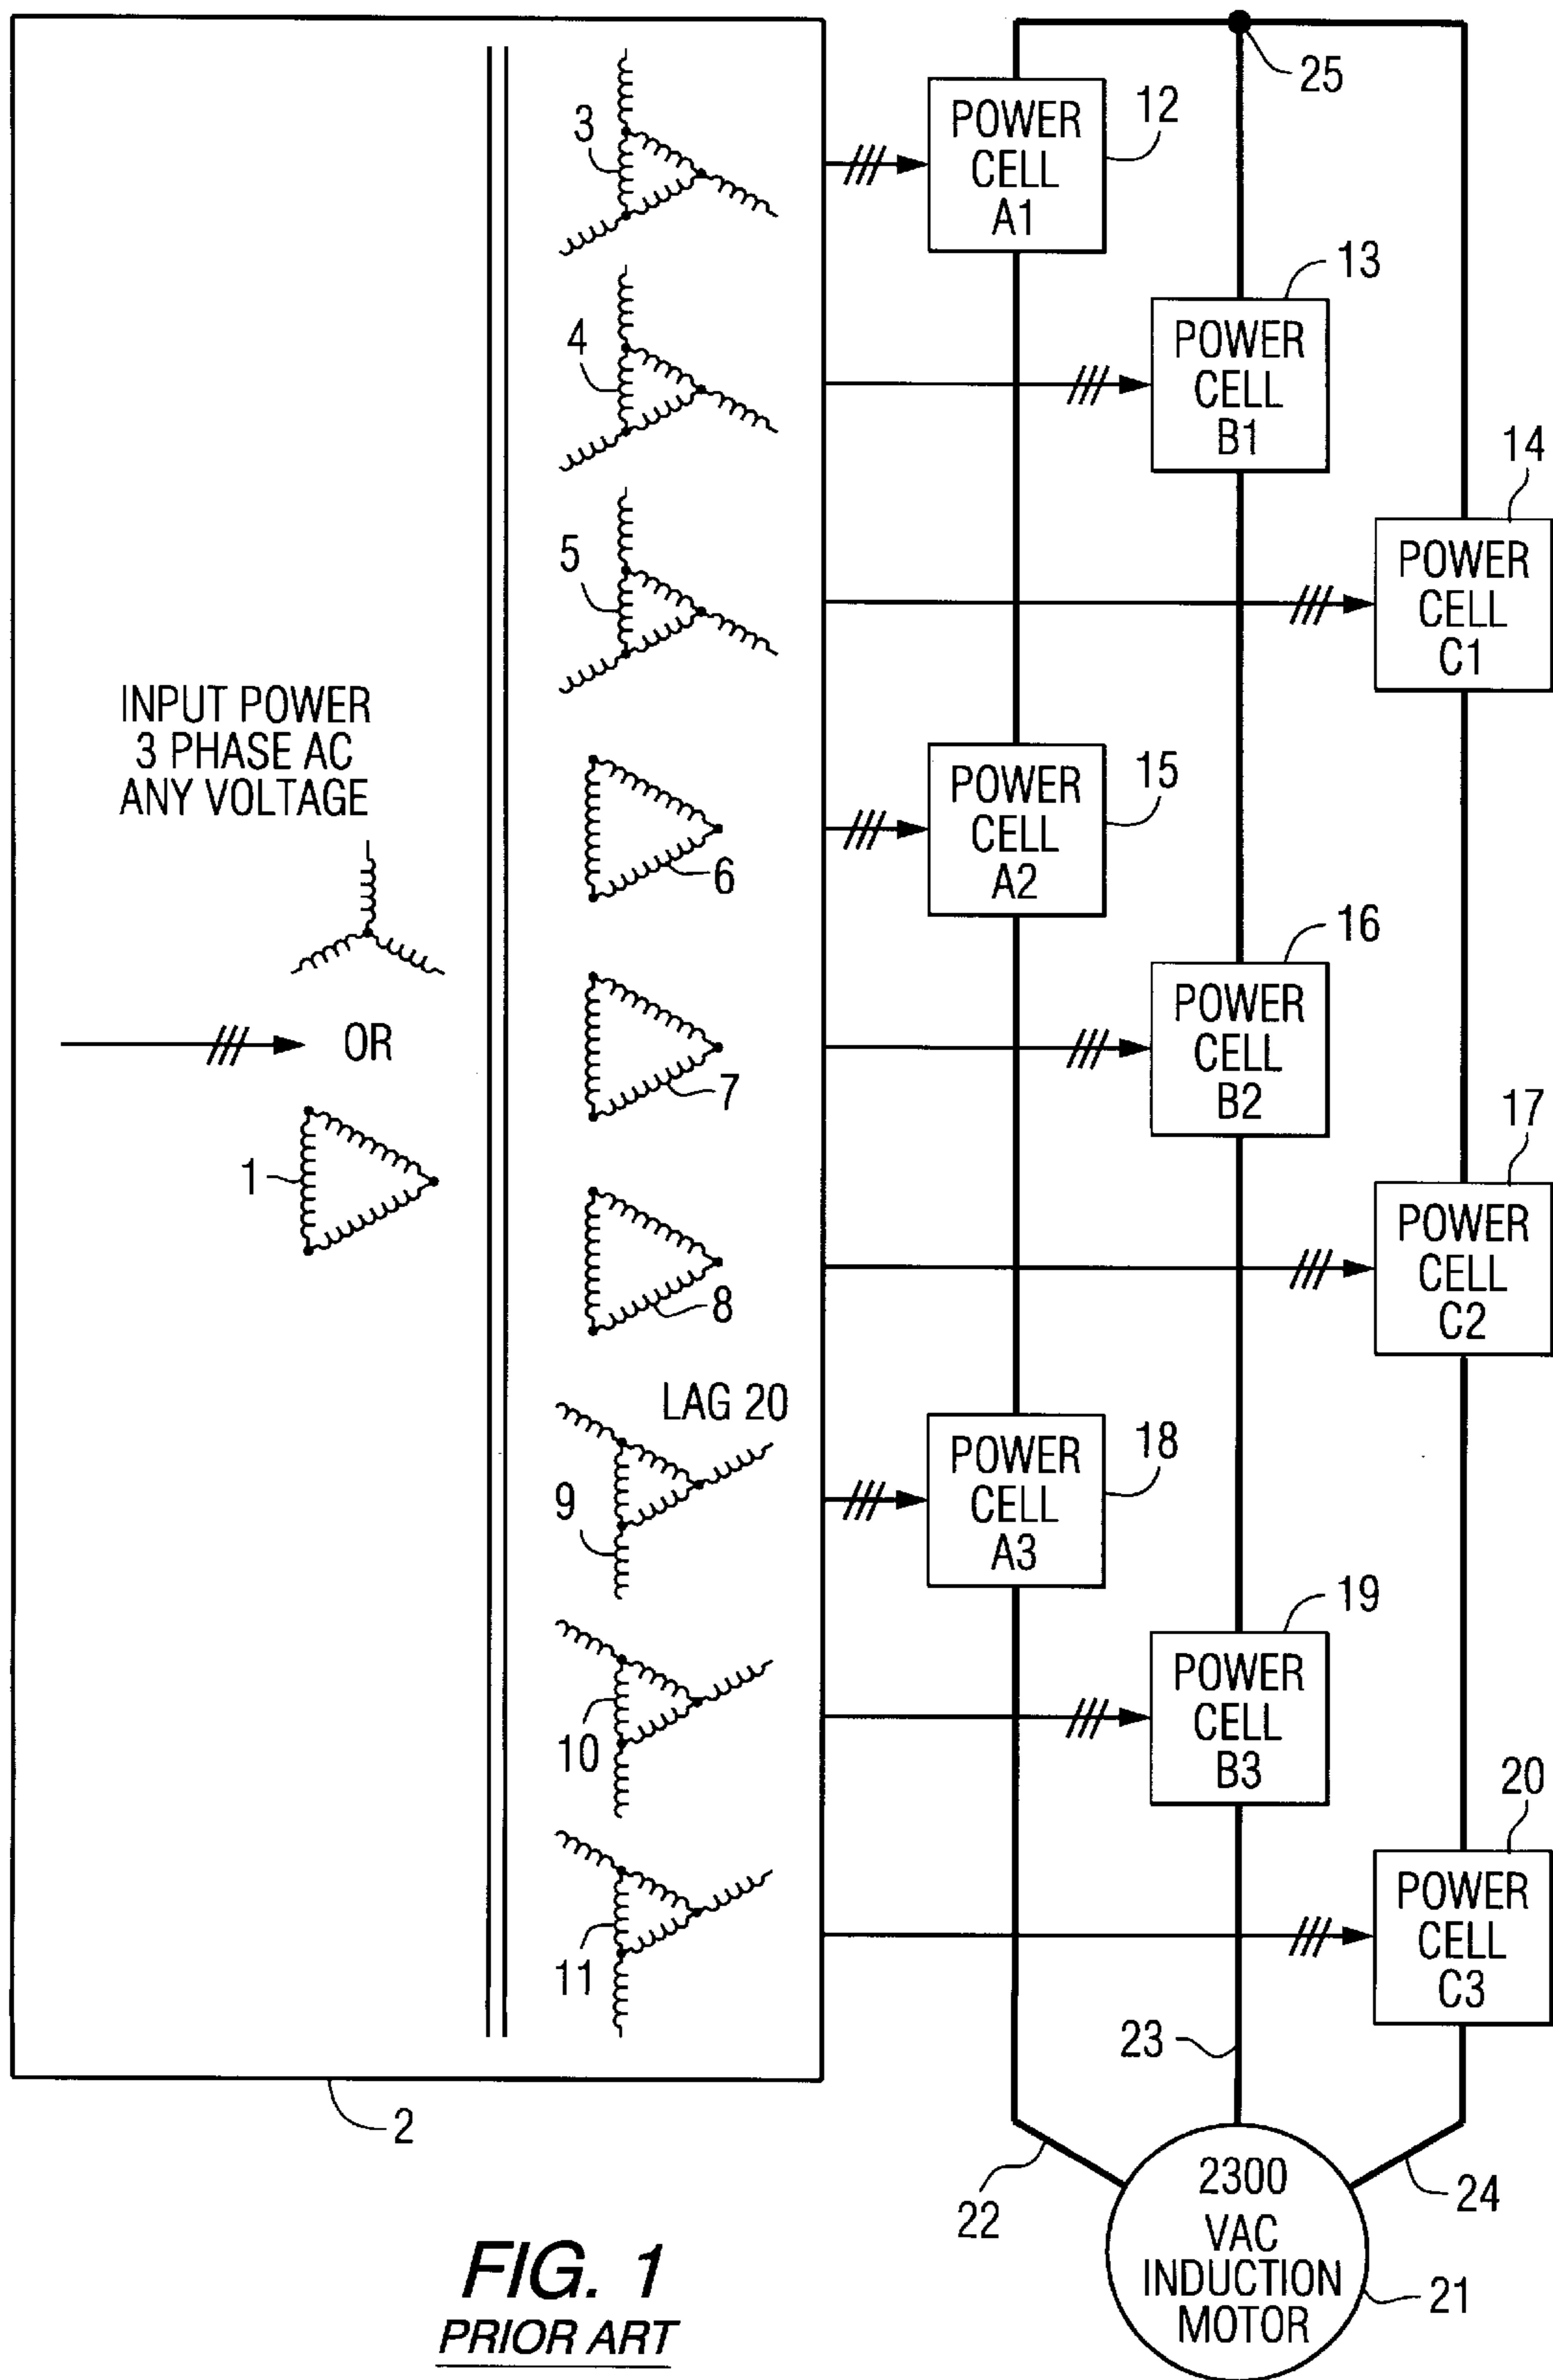 25
3
POWER
CELL
A1
12
4
POWER
CELL
B1
13
5
POWER
CELL
C1
14
INPUT POWER
3 PHASE AC
ANY VOLTAGE
6
POWER
CELL
A2
15
OR
7
POWER
CELL
B2
16
1
8
POWER
CELL
C2
17
LAG 20
9
POWER
CELL
A3
18
10
POWER
CELL
B3
19
11
POWER
CELL
C3
20
2
22
23
24
2300
VAC
INDUCTION
MOTOR
21
FIG. 1
PRIOR ART